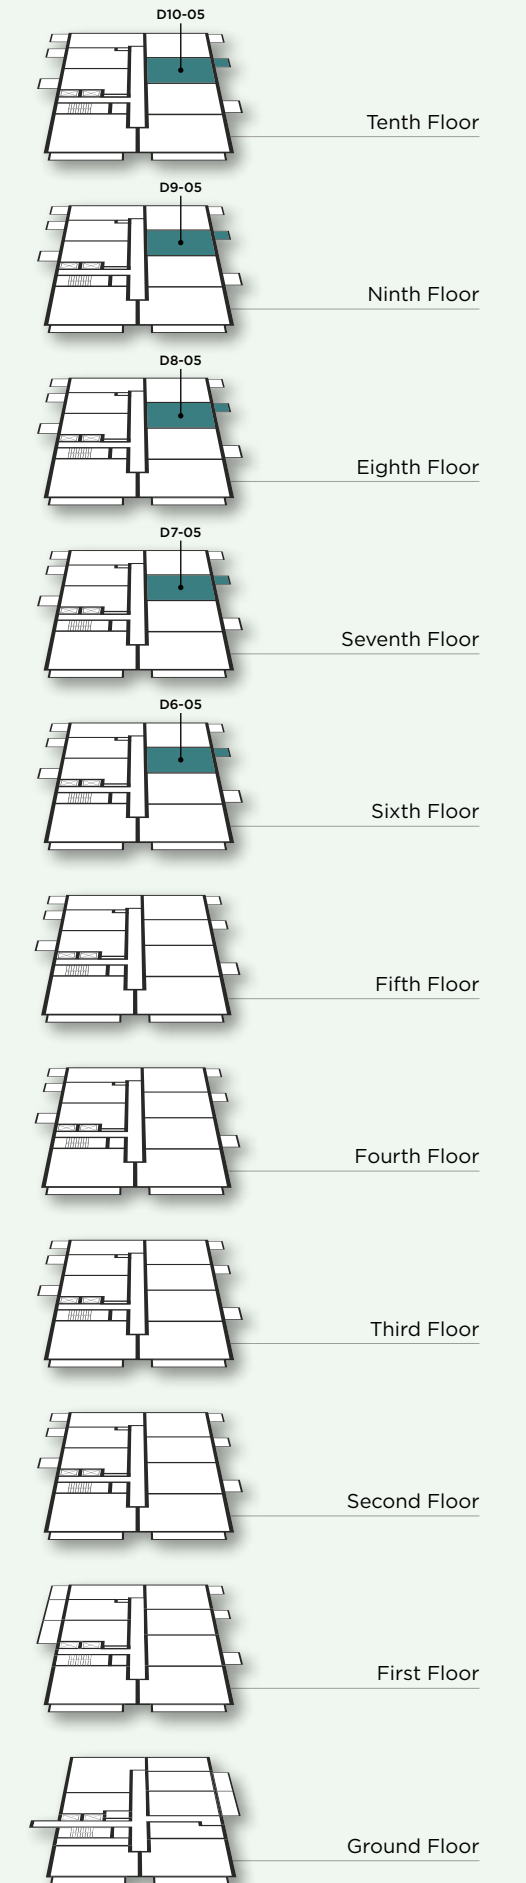 D10-05
Tenth Floor
D9-05
Ninth Floor
D8-05
Eighth Floor
D7-05
Seventh Floor
D6-05
Sixth Floor
Fifth Floor
Fourth Floor
Third Floor
Second Floor
First Floor
Ground Floor